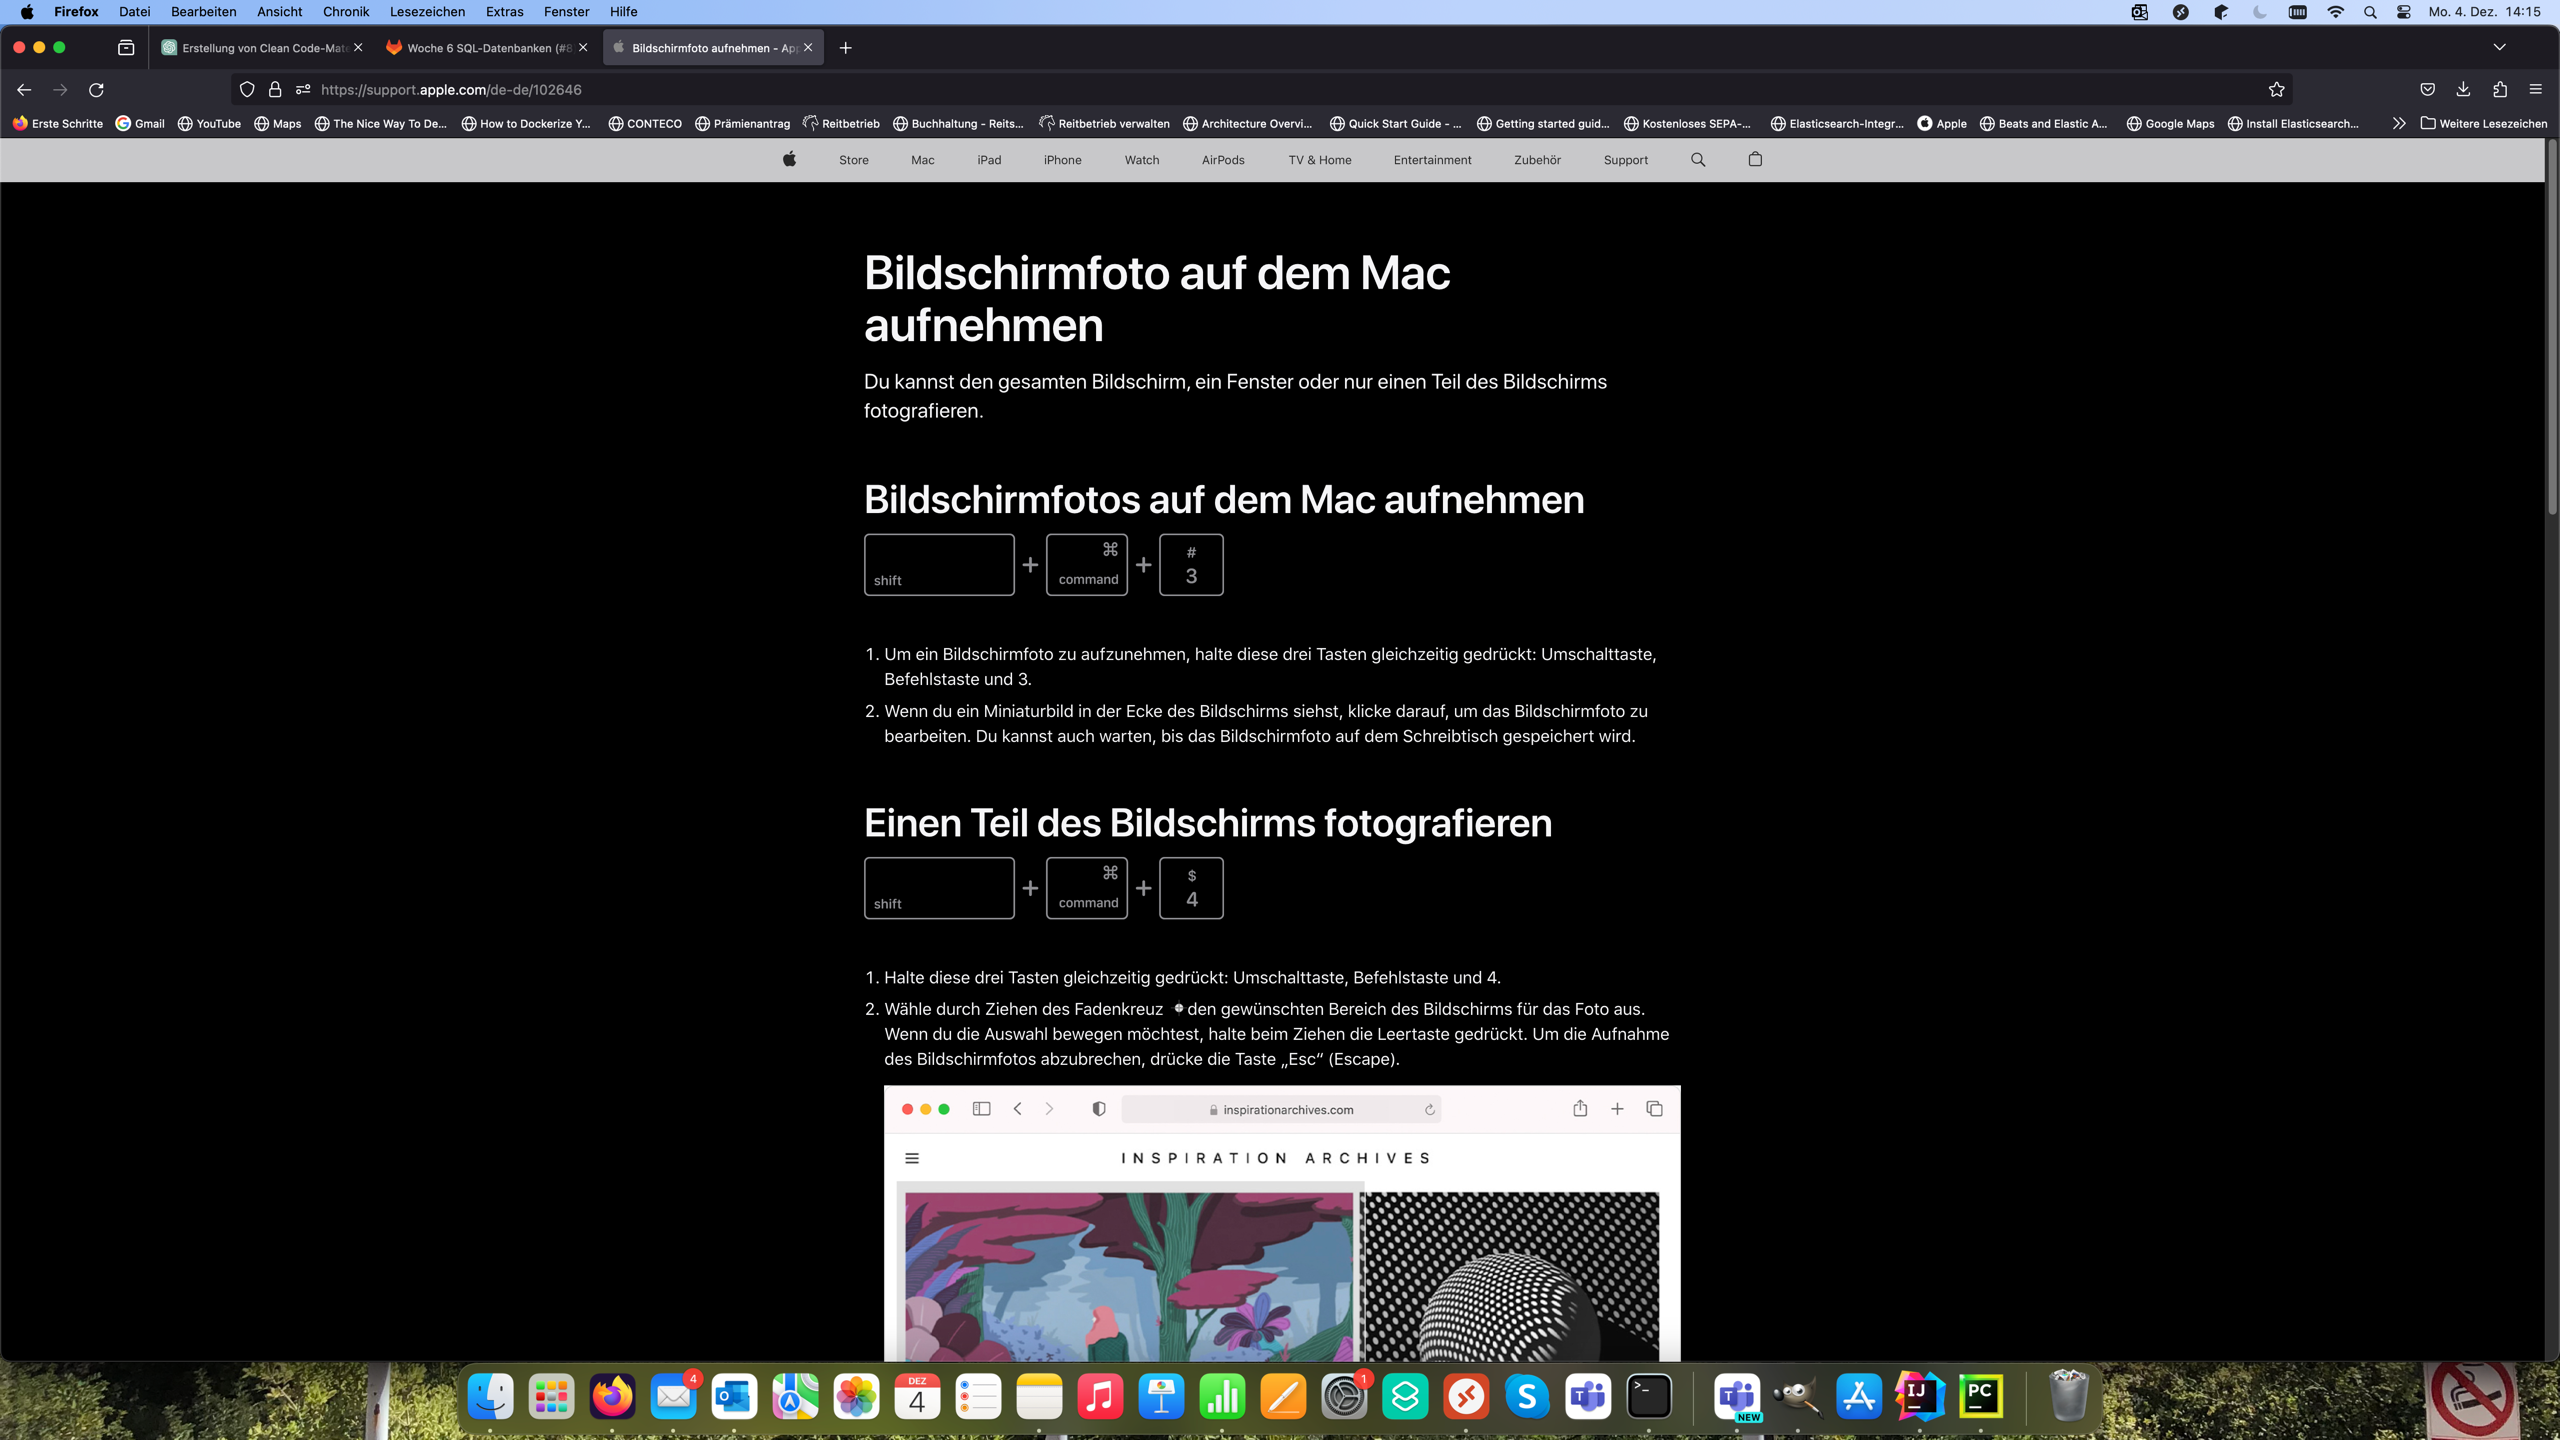 Firefox Datei Bearbeiten Ansicht Chronik Lesezeichen Extras Fenster Hilfe Mo. 4. Dez. 14:15
Erstellung von Clean Code-Mate Woche 6 SQL-Datenbanken (#8 Bildschirmfoto aufnehmen - App
https://support.apple.com/de-de/102646
Erste Schritte Gmail YouTube Maps The Nice Way To De... How to Dockerize Y... CONTECO Prämienantrag Reitbetrieb Buchhaltung - Reits... Reitbetrieb verwalten Architecture Overvi... Quick Start Guide - ... Getting started guid... Kostenloses SEPA-... Elasticsearch-Integr... Apple Beats and Elastic A... Google Maps Install Elasticsearch... Weitere Lesezeichen
Store Mac iPad iPhone Watch AirPods TV & Home Entertainment Zubehör Support
Bildschirmfoto auf dem Mac
aufnehmen
Du kannst den gesamten Bildschirm, ein Fenster oder nur einen Teil des Bildschirms
fotografieren.
Bildschirmfotos auf dem Mac aufnehmen
shift + ⌘ command + # 3
1. Um ein Bildschirmfoto zu aufzunehmen, halte diese drei Tasten gleichzeitig gedrückt: Umschalttaste,
Befehlstaste und 3.
2. Wenn du ein Miniaturbild in der Ecke des Bildschirms siehst, klicke darauf, um das Bildschirmfoto zu
bearbeiten. Du kannst auch warten, bis das Bildschirmfoto auf dem Schreibtisch gespeichert wird.
Einen Teil des Bildschirms fotografieren
shift + ⌘ command + $ 4
1. Halte diese drei Tasten gleichzeitig gedrückt: Umschalttaste, Befehlstaste und 4.
2. Wähle durch Ziehen des Fadenkreuz den gewünschten Bereich des Bildschirms für das Foto aus.
Wenn du die Auswahl bewegen möchtest, halte beim Ziehen die Leertaste gedrückt. Um die Aufnahme
des Bildschirmfotos abzubrechen, drücke die Taste „Esc“ (Escape).
inspirationarchives.com
INSPIRATION ARCHIVES
4 DEZ 4 1 S T >_ T NEW IJ PC